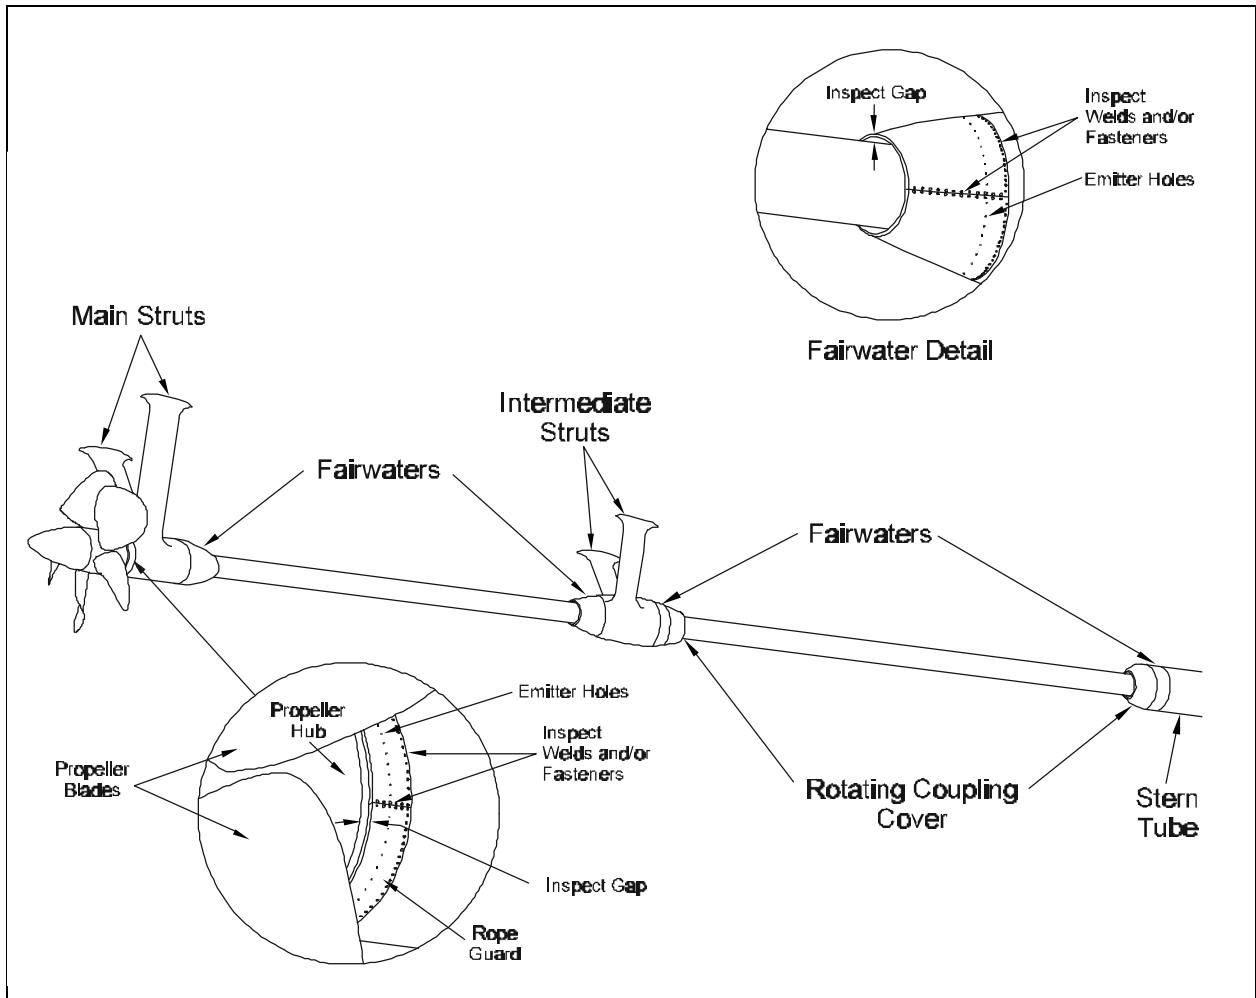 Inspect Gap
Inspect
Welds and/or
Fasteners
Emitter Holes
Fairwater Detail
Main Struts
Intermediate
Struts
Fairwaters
Fairwaters
Emitter Holes
Propeller
Hub
Inspect
Welds and/or
Fasteners
Propeller
Blades
Rotating Coupling
Cover
Stern
Tube
Inspect Gap
Rope
Guard